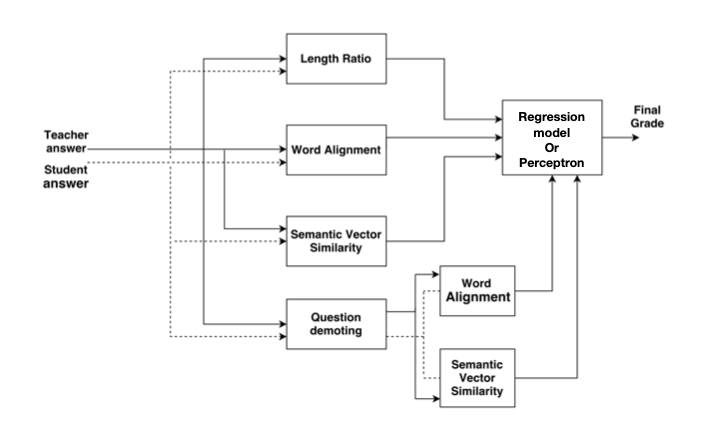 Length Ratio
Teacher
answer
Student
answer
Word Alignment
Semantic Vector
Similarity
Question
demoting
Word
Alignment
Semantic
Vector
Similarity
Regression
model
Or
Perceptron
Final
Grade